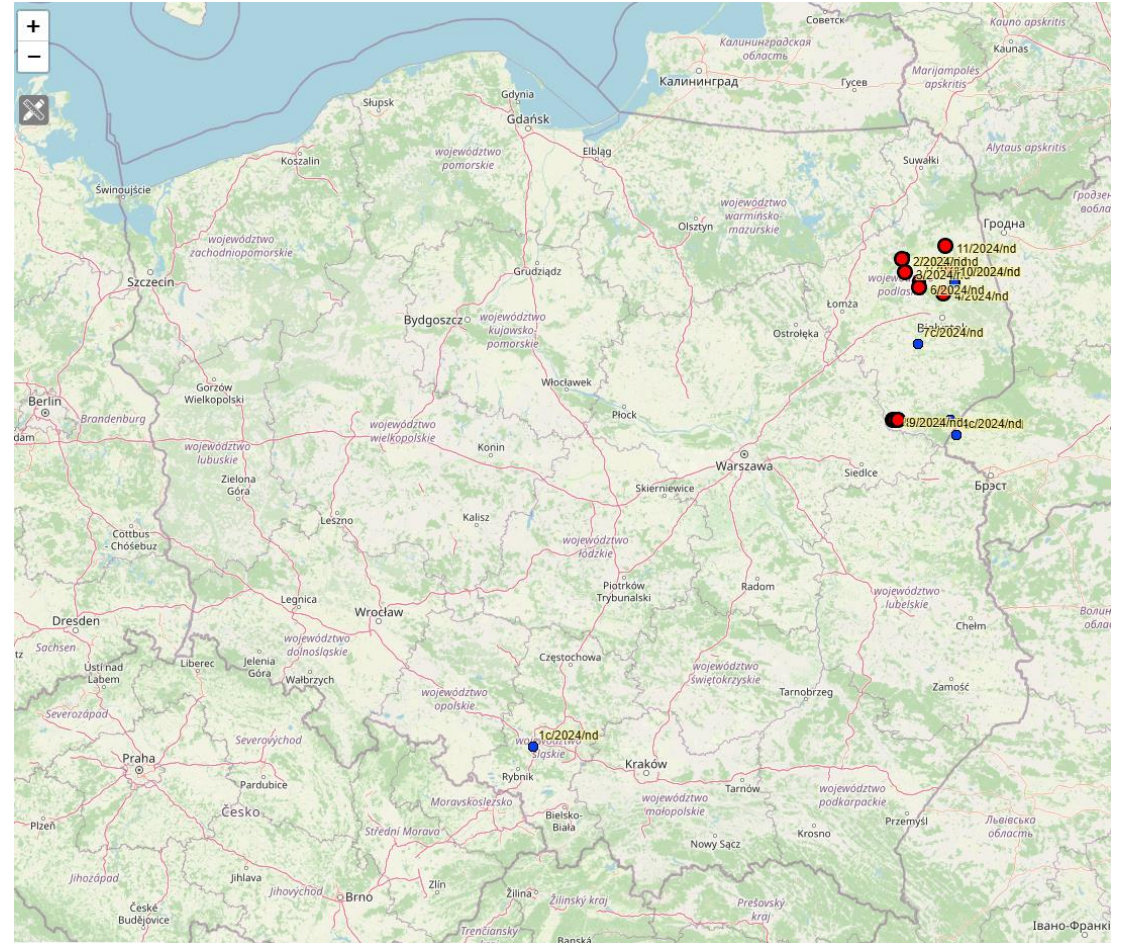 +
−
Советск
Kauno apskritis
Kaunas
Калининградская
область
Калининград
Гусев
Marijampolės
apskritis
Słupsk
Gdynia
Gdańsk
Elbląg
Alytaus apskritis
Koszalin
województwo
pomorskie
Suwałki
Świnoujście
Гродна
województwo
warmińsko-
mazurskie
Olsztyn
województwo
zachodniopomorskie
11/2024/nd
Szczecin
Grudziądz
2/2024/nd
3/2024/
10/2024/nd
6/2024/nd
4/2024/nd
Łomża
Bydgoszcz
województwo
kujawsko-
pomorskie
Ostrołęka
7c/2024/nd
Włocławek
Gorzów
Wielkopolski
Berlin
Brandenburg
Płock
województwo
wielkopolskie
9/2024/nd
c/2024/nd
Konin
województwo
lubuskie
Warszawa
Siedlce
Брэст
Zielona
Góra
Skierniewice
Leszno
Kalisz
Cottbus
- Chóśebuz
województwo
łódzkie
Piotrków
Trybunalski
Radom
województwo
lubelskie
Legnica
Wrocław
Dresden
Chełm
Sachsen
województwo
dolnośląskie
Częstochowa
Ústí nad
Labem
Liberec
Jelenia
Góra
Wałbrzych
województwo
świętokrzyskie
województwo
opolskie
Tarnobrzeg
Zamość
Severozápad
Severovýchod
1c/2024/nd
śląskie
Praha
Rybnik
Kraków
Pardubice
Tarnów
województwo
podkarpackie
Moravskoslezsko
województwo
małopolskie
Česko
Bielsko-
Biała
Przemyśl
Львівська
область
Plzeň
Střední Morava
Krosno
Nowy Sącz
Jihozápad
Jihlava
Jihovýchod
Brno
Zlín
Žilina
Žilinský kraj
Prešovský
kraj
České
Budějovice
Trenčiansky
Banská
Івано-Франкі